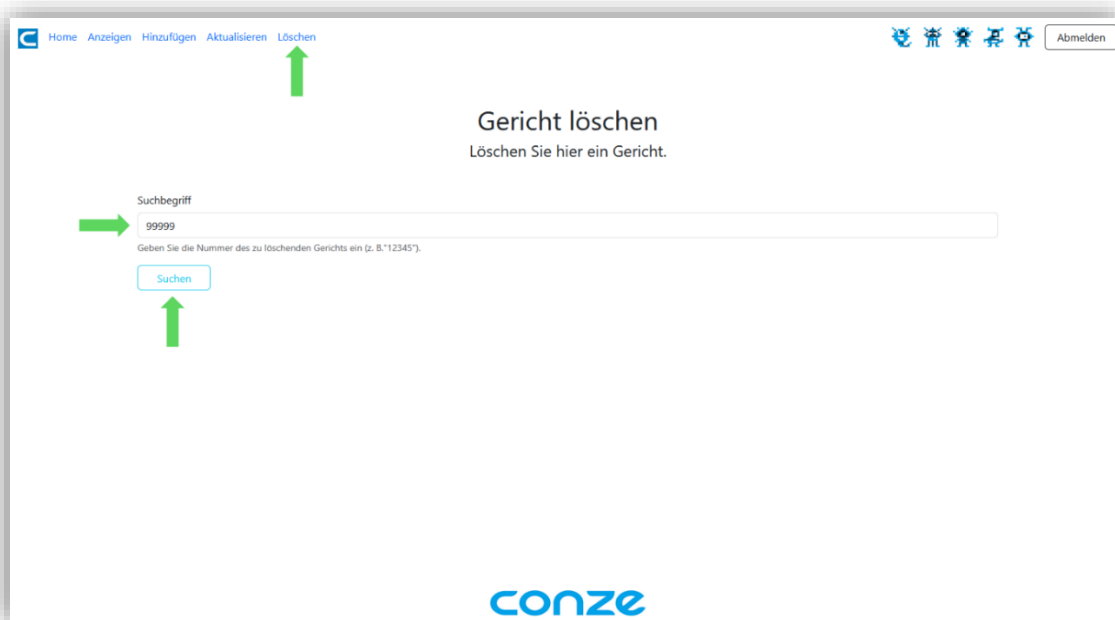 Home Anzeigen Hinzufügen Aktualisieren Löschen Abmelden
Gericht löschen
Löschen Sie hier ein Gericht.
Suchbegriff
99999
Geben Sie die Nummer des zu löschenden Gerichts ein (z. B."12345").
Suchen
conze